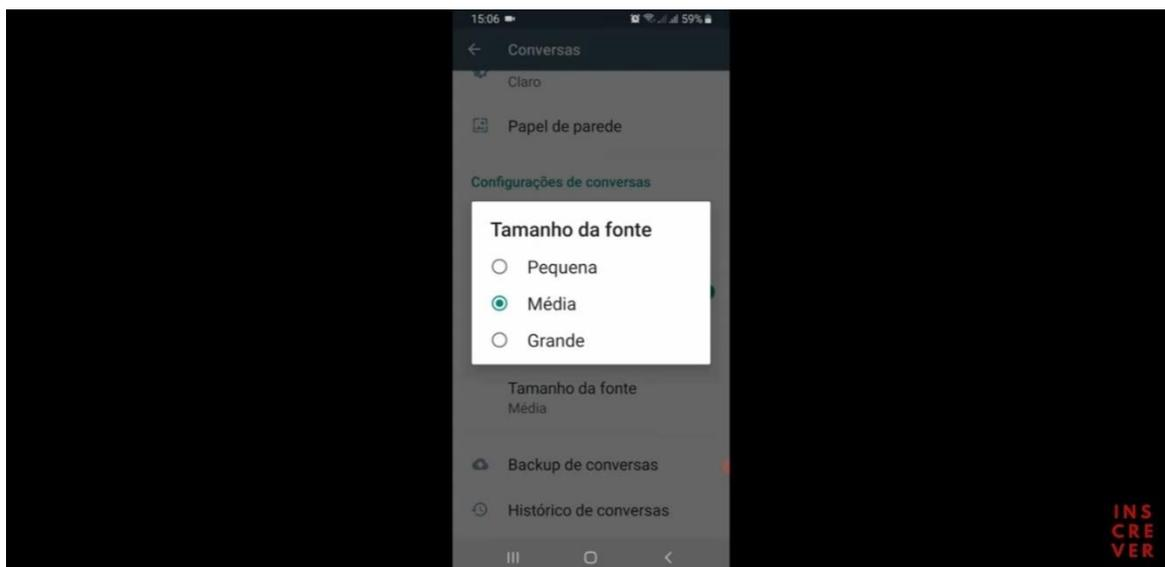 15:06
59%
Conversas
Claro
Papel de parede
Configurações de conversas
Tamanho da fonte
Pequena
Média
Grande
Tamanho da fonte
Média
Backup de conversas
Histórico de conversas
INS
CRE
VER